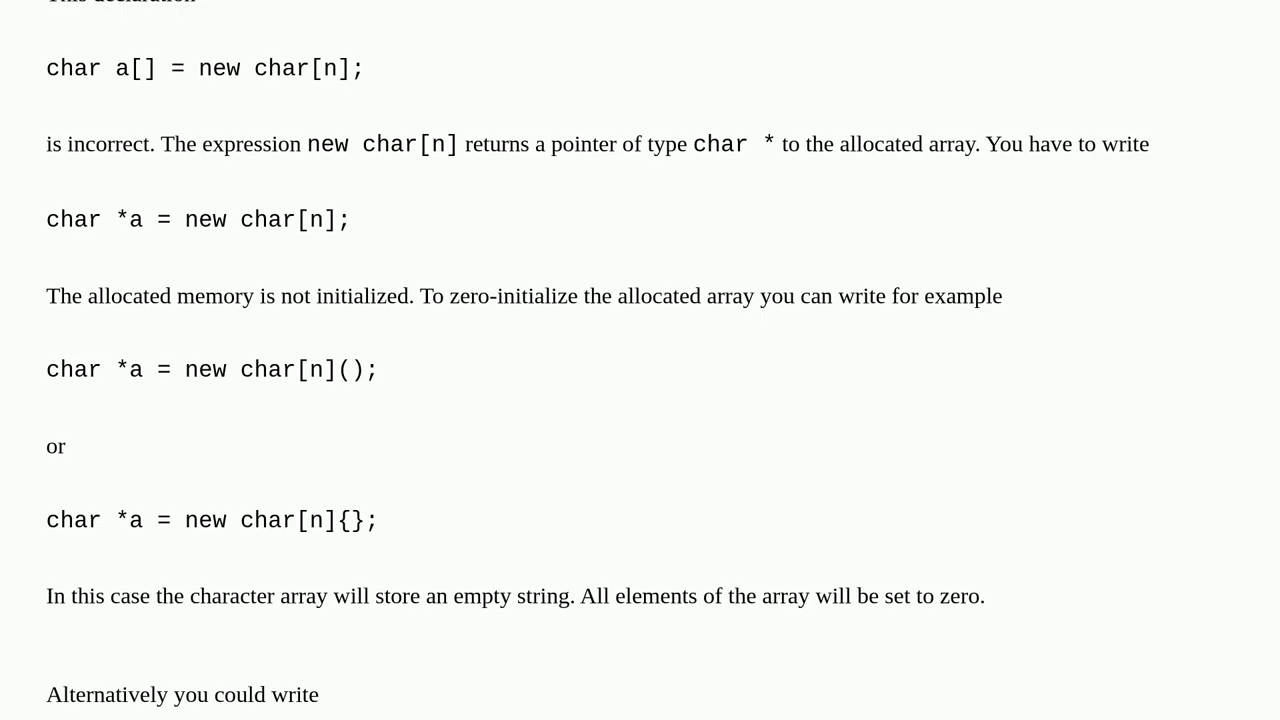 This declaration
char a[] = new char[n];
is incorrect. The expression new char[n] returns a pointer of type char * to the allocated array. You have to write
char *a = new char[n];
The allocated memory is not initialized. To zero-initialize the allocated array you can write for example
char *a = new char[n]();
or
char *a = new char[n]{};
In this case the character array will store an empty string. All elements of the array will be set to zero.
Alternatively you could write